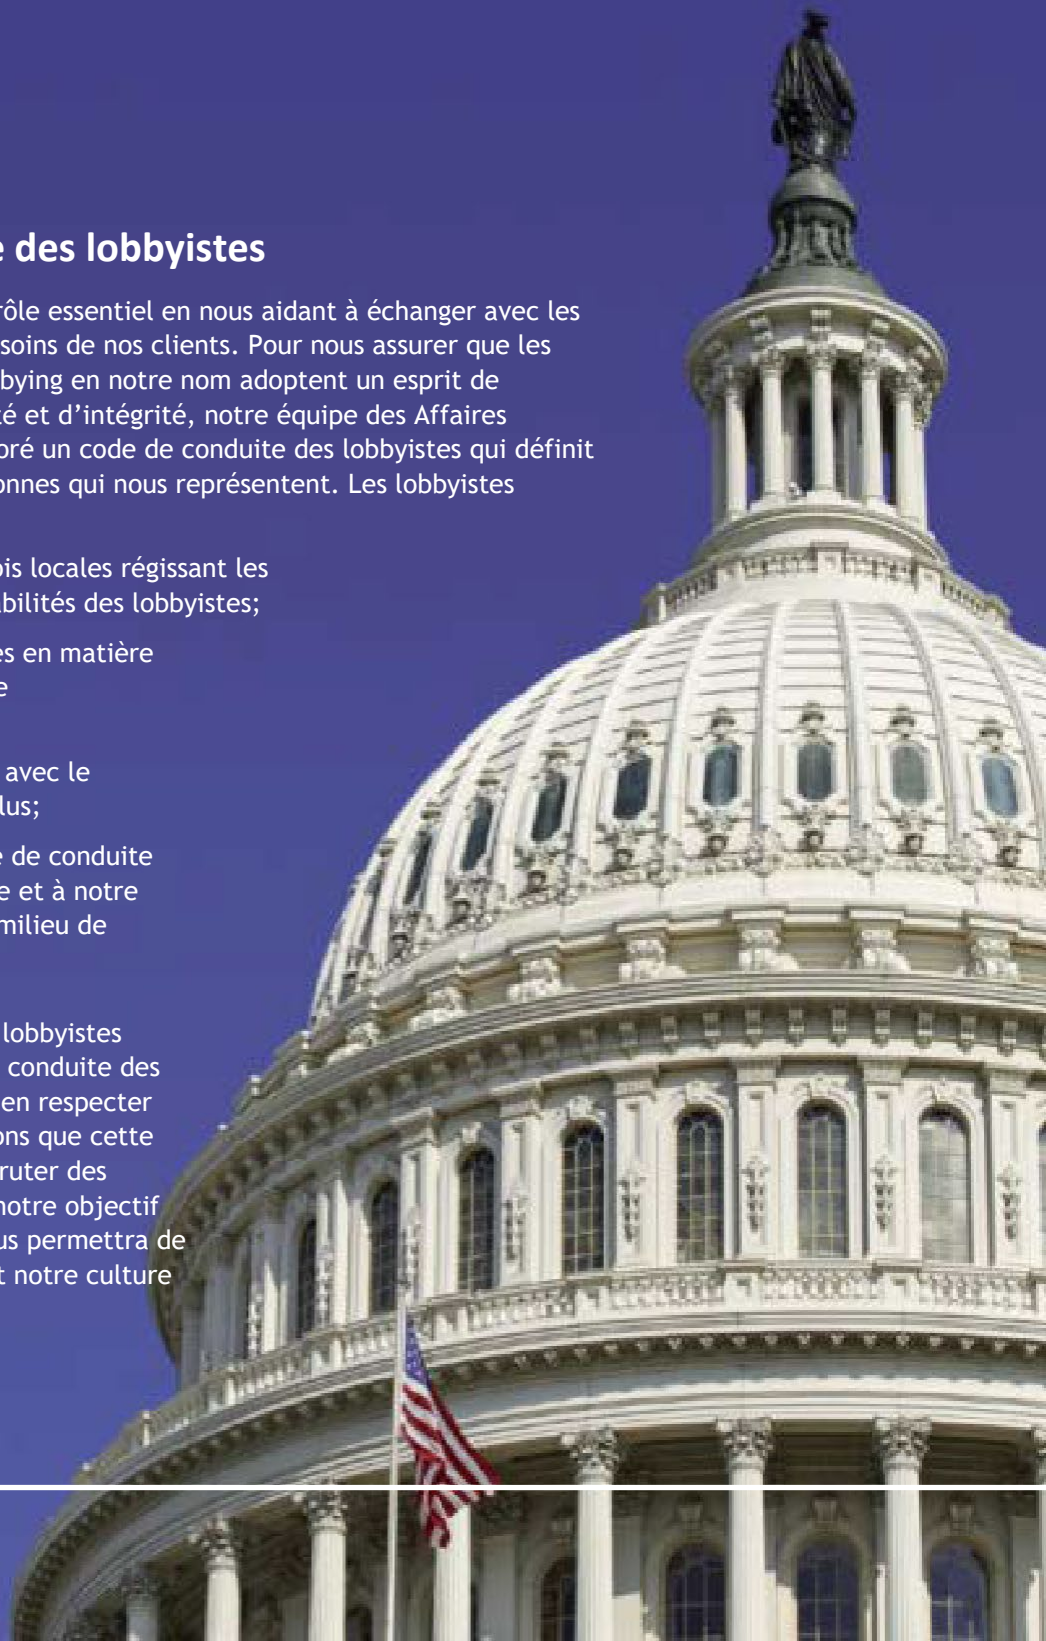 e des lobbyistes
rôle essentiel en nous aidant à échanger avec les
soins de nos clients. Pour nous assurer que les
bying en notre nom adoptent un esprit de
té et d’intégrité, notre équipe des Affaires
oré un code de conduite des lobbyistes qui définit
onnes qui nous représentent. Les lobbyistes
ois locales régissant les
abilités des lobbyistes;
es en matière
e
avec le
lus;
e de conduite
e et à notre
milieu de
lobbyistes
conduite des
en respecter
ons que cette
ruter des
notre objectif
us permettra de
t notre culture